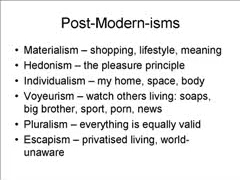 Post-Modern-isms
• Materialism – shopping, lifestyle, meaning
• Hedonism – the pleasure principle
• Individualism – my home, space, body
• Voyeurism – watch others living: soaps,
big brother, sport, porn, news
• Pluralism – everything is equally valid
• Escapism – privatised living, world-
unaware